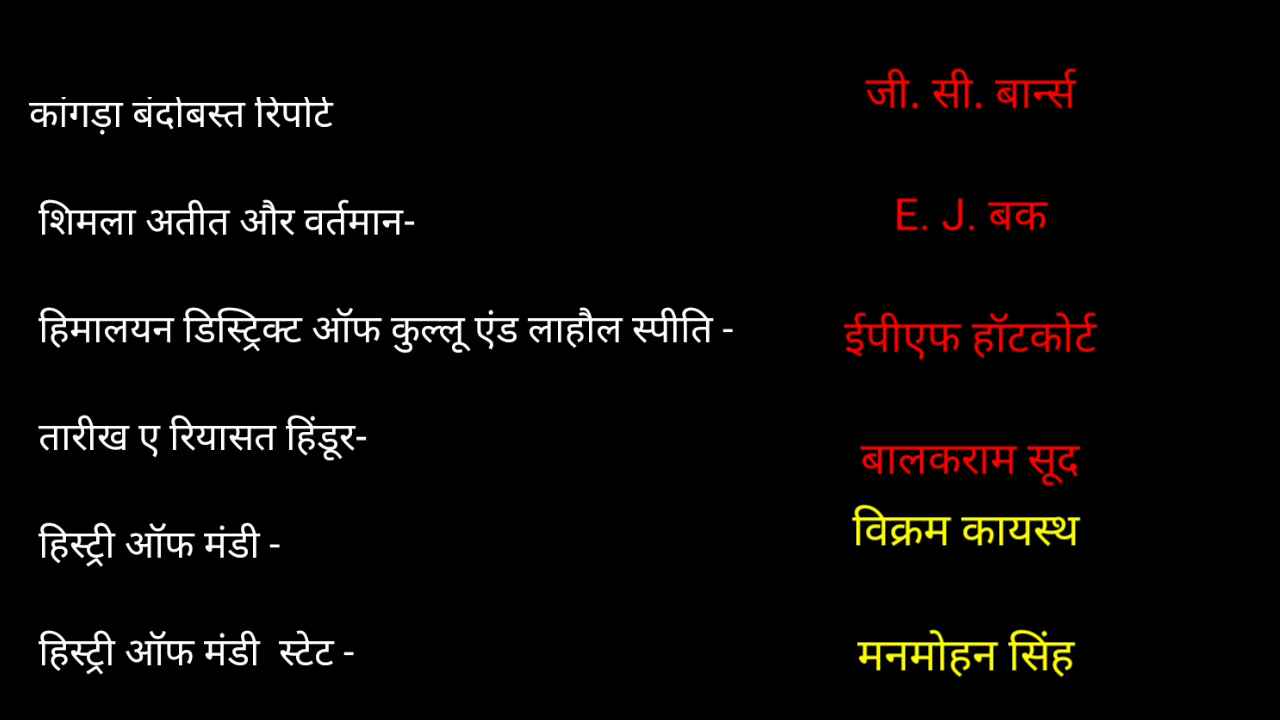 कांगड़ा बंदोबस्त रिपोर्ट
जी. सी. बार्न्स
शिमला अतीत और वर्तमान-
E. J. बक
हिमालयन डिस्ट्रिक्ट ऑफ कुल्लू एंड लाहौल स्पीति -
ईपीएफ हॉटकोर्ट
तारीख ए रियासत हिंडूर-
बालकराम सूद
हिस्ट्री ऑफ मंडी -
विक्रम कायस्थ
हिस्ट्री ऑफ मंडी स्टेट -
मनमोहन सिंह